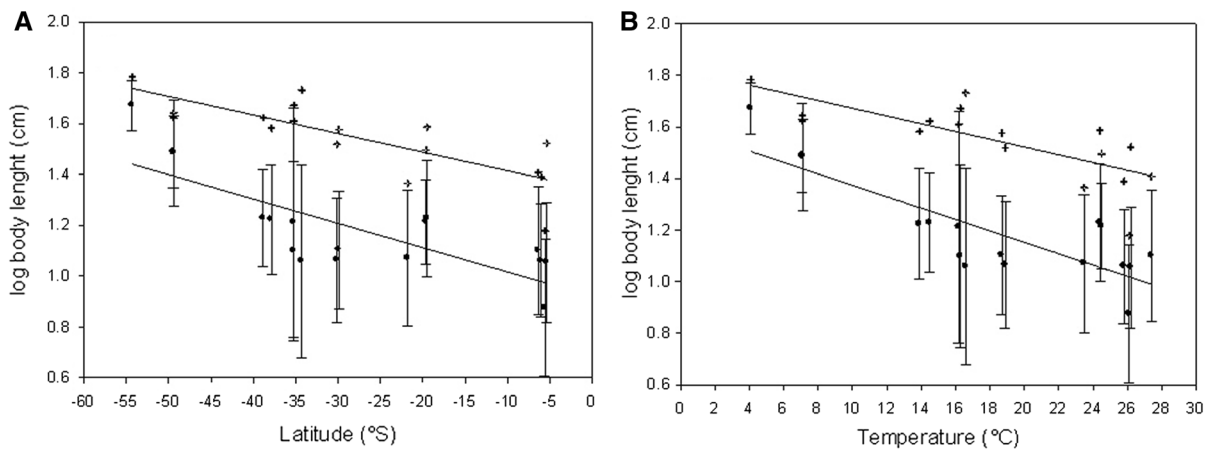 A
log body lenght (cm)
2.0
1.8
1.6
1.4
1.2
1.0
0.8
0.6
-60 -55 -50 -45 -40 -35 -30 -25 -20 -15 -10 -5 0
Latitude (ºS)
B
log body lenght (cm)
2.0
1.8
1.6
1.4
1.2
1.0
0.8
0.6
0 2 4 6 8 10 12 14 16 18 20 22 24 26 28 30
Temperature (ºC)